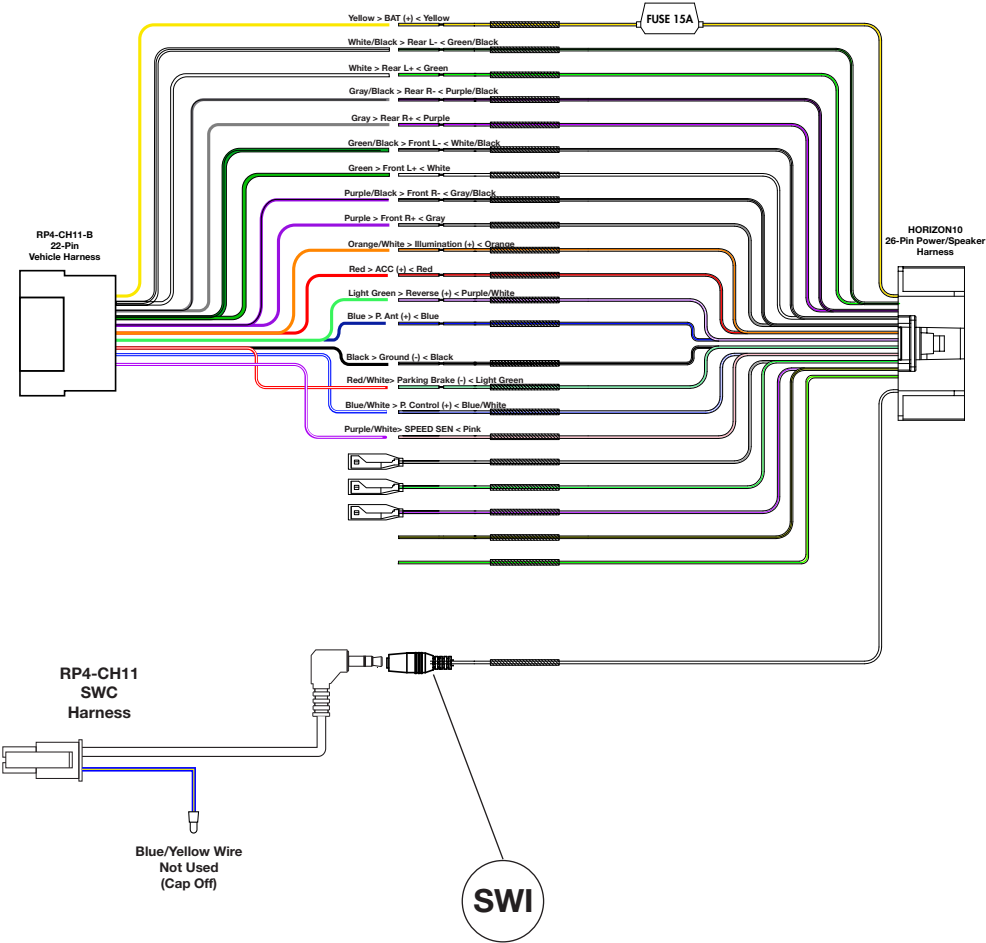 Yellow > BAT (+) < Yellow
FUSE 15A
White/Black > Rear L- < Green/Black
White > Rear L+ < Green
Gray/Black > Rear R- < Purple/Black
Gray > Rear R+ < Purple
Green/Black > Front L- < White/Black
Green > Front L+ < White
Purple/Black > Front R- < Gray/Black
Purple > Front R+ < Gray
RP4-CH11-B
22-Pin
Vehicle Harness
HORIZON10
26-Pin Power/Speaker
Harness
Orange/White > Illumination (+) < Orange
Red > ACC (+) < Red
Light Green > Reverse (+) < Purple/White
Blue > P. Ant (+) < Blue
Black > Ground (-) < Black
Red/White> Parking Brake (-) < Light Green
Blue/White > P. Control (+) < Blue/White
Purple/White> SPEED SEN < Pink
RP4-CH11
SWC
Harness
Blue/Yellow Wire
Not Used
(Cap Off)
SWI